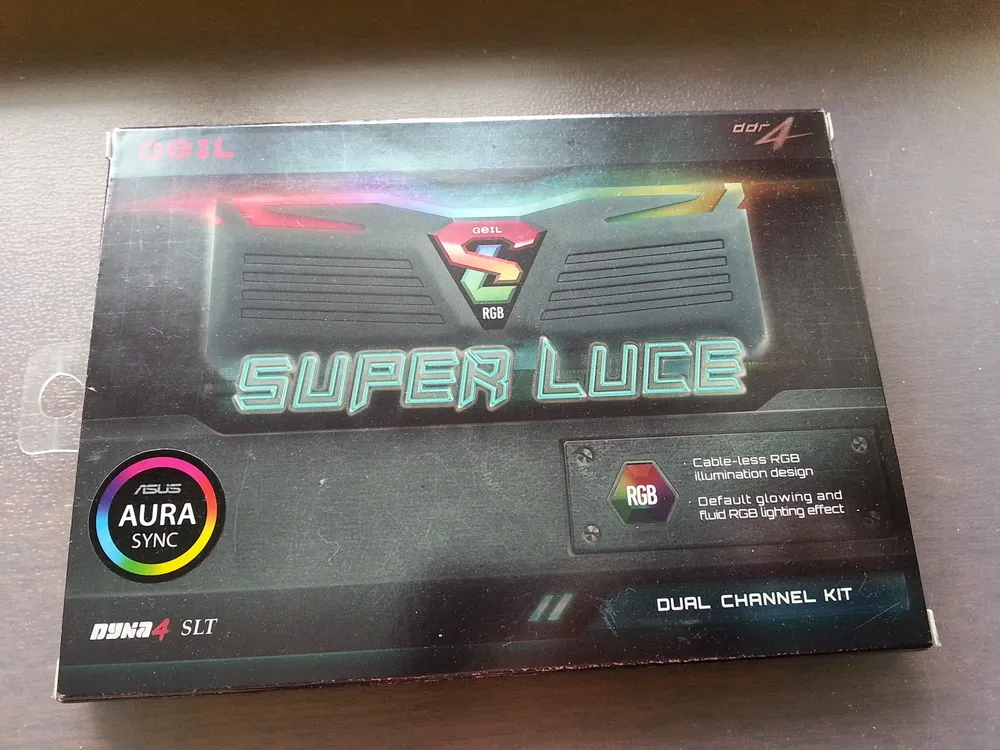 GeIL
ddr4
GeIL
RGB
SUPER LUCE
RGB
· Cable-less RGB
illumination design
· Default glowing and
fluid RGB lighting effect
ASUS
AURA
SYNC
DYNA4 SLT
DUAL CHANNEL KIT